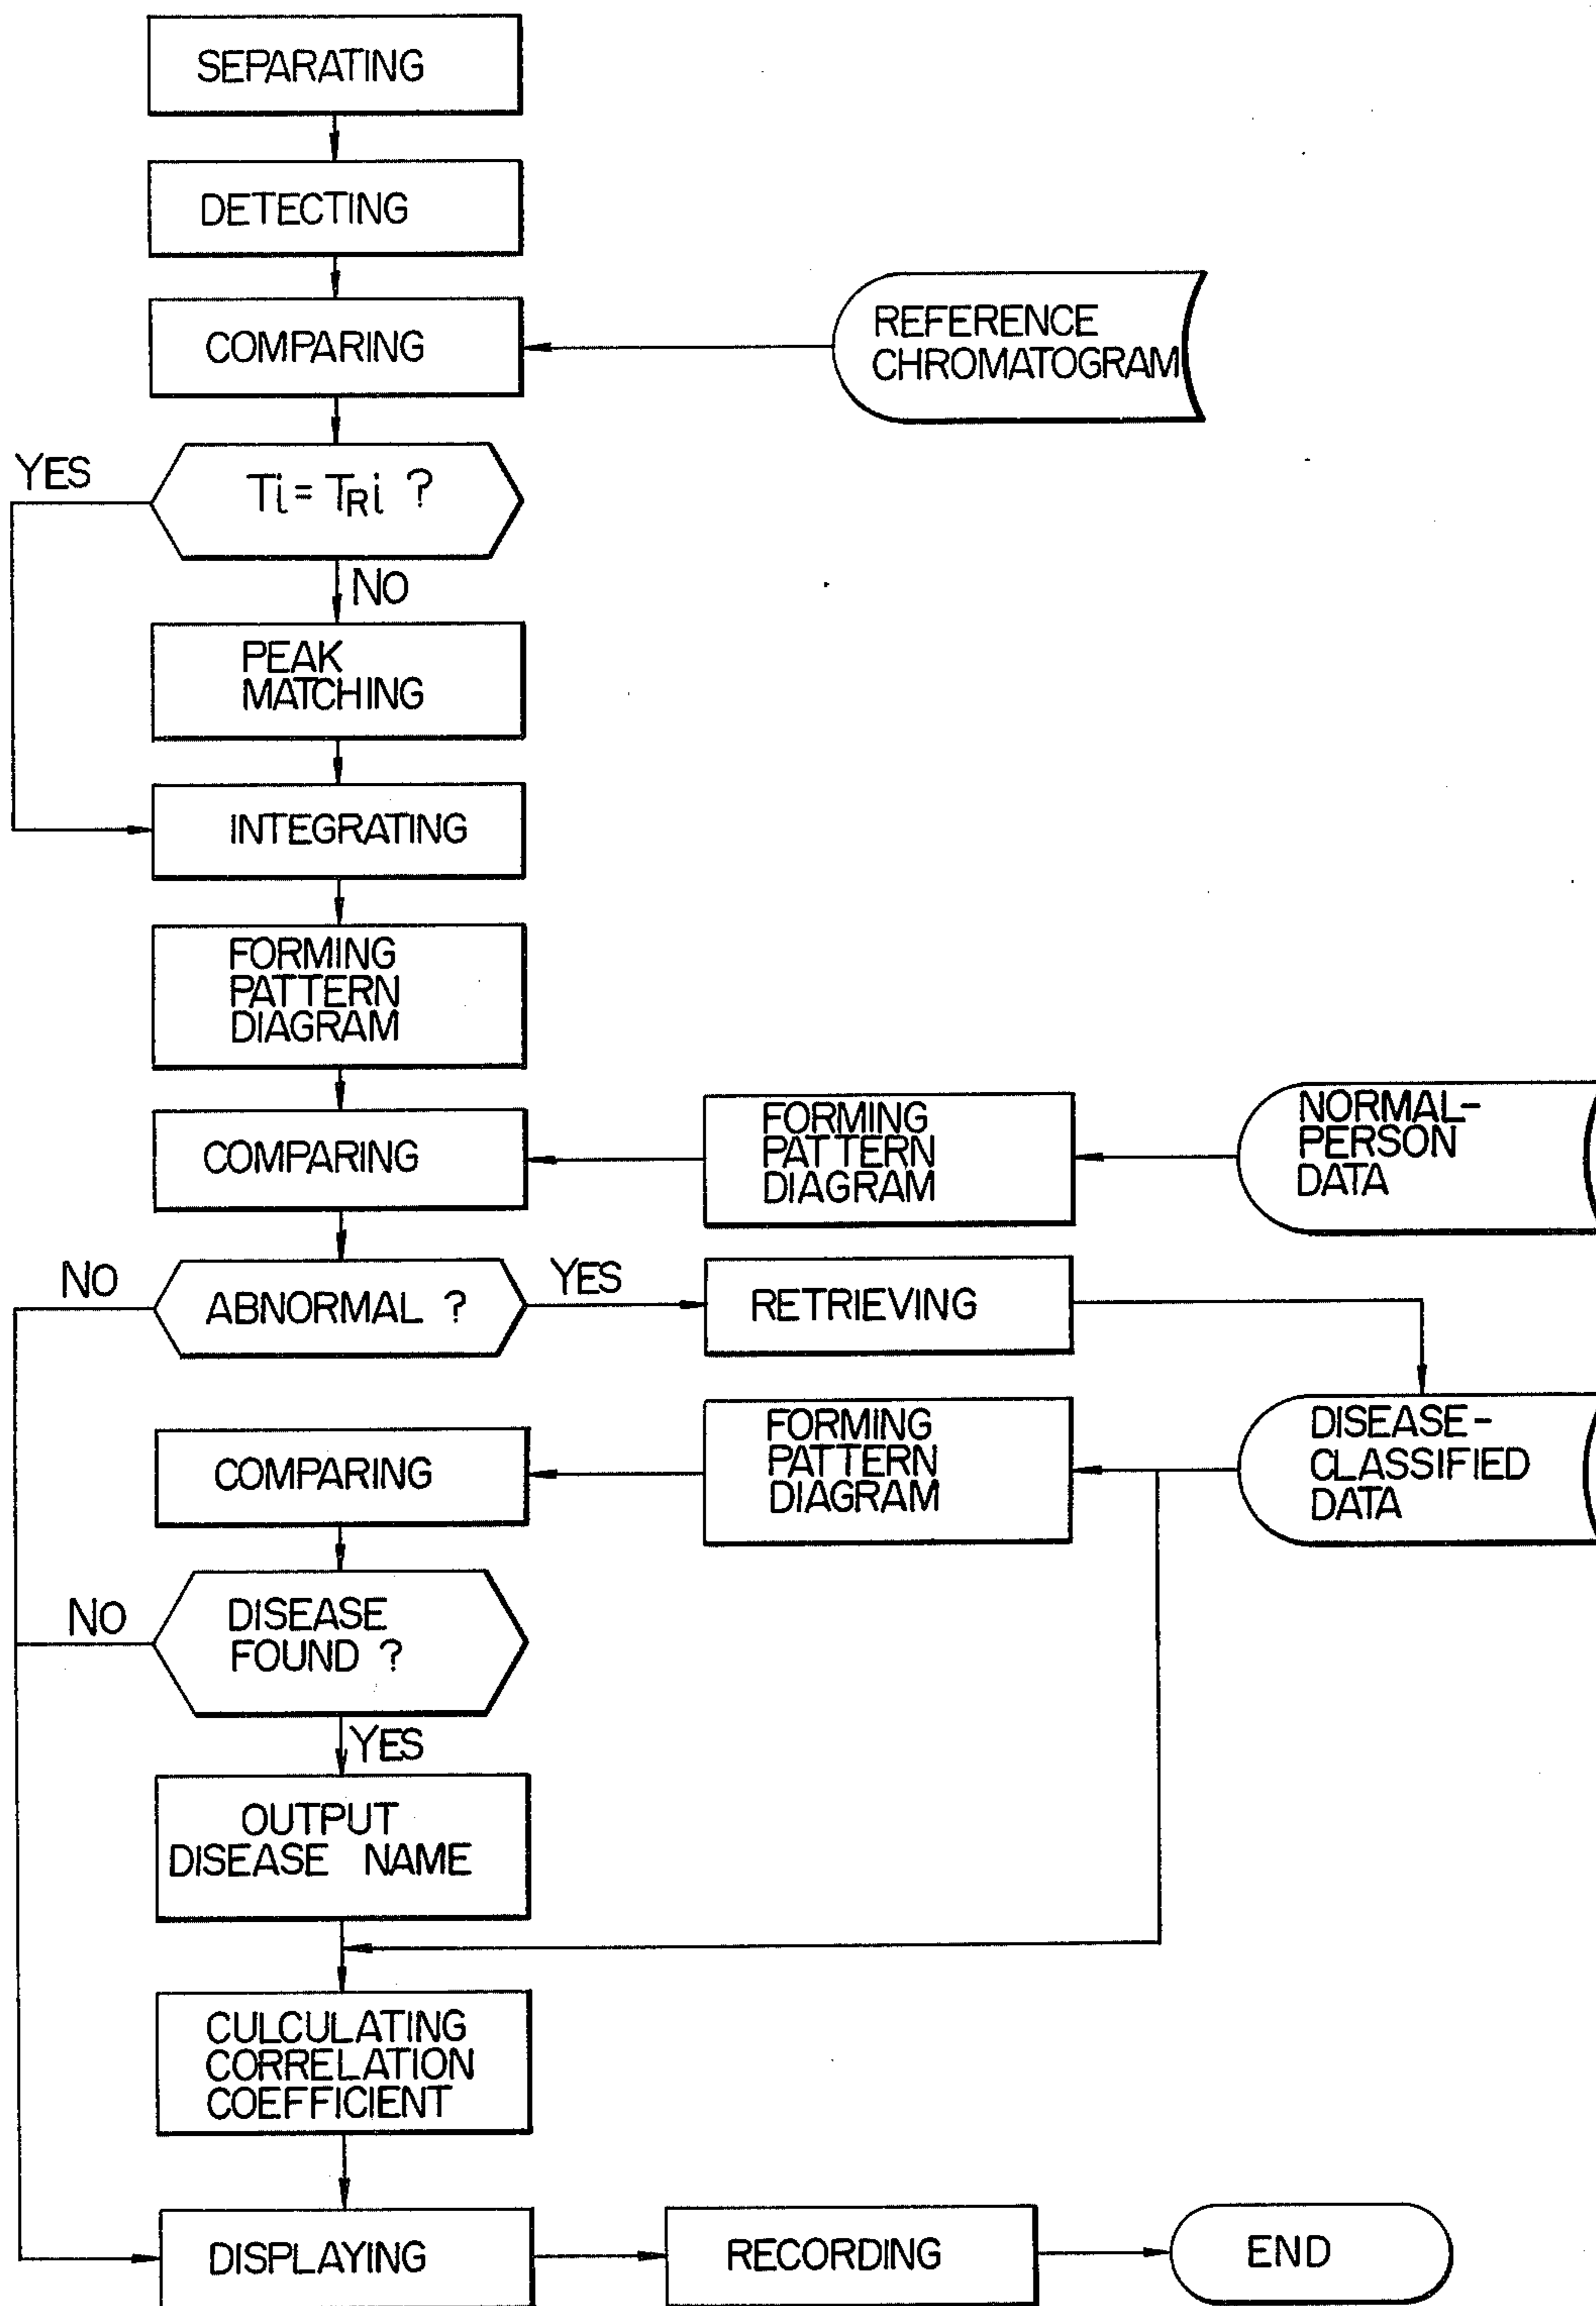 SEPARATING
DETECTING
COMPARING
REFERENCE
CHROMATOGRAM
YES
Ti = TRi ?
NO
PEAK
MATCHING
INTEGRATING
FORMING
PATTERN
DIAGRAM
COMPARING
FORMING
PATTERN
DIAGRAM
NORMAL-
PERSON
DATA
NO
ABNORMAL ?
YES
RETRIEVING
COMPARING
FORMING
PATTERN
DIAGRAM
DISEASE-
CLASSIFIED
DATA
NO
DISEASE
FOUND ?
YES
OUTPUT
DISEASE NAME
CULCULATING
CORRELATION
COEFFICIENT
DISPLAYING
RECORDING
END